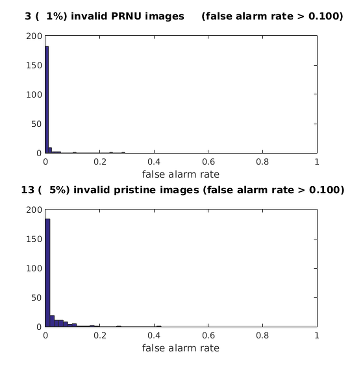 3 (  1%) invalid PRNU images     (false alarm rate > 0.100)
200
150
100
50
0
0 0.2 0.4 0.6 0.8 1
false alarm rate
13 (  5%) invalid pristine images (false alarm rate > 0.100)
200
150
100
50
0
0 0.2 0.4 0.6 0.8 1
false alarm rate